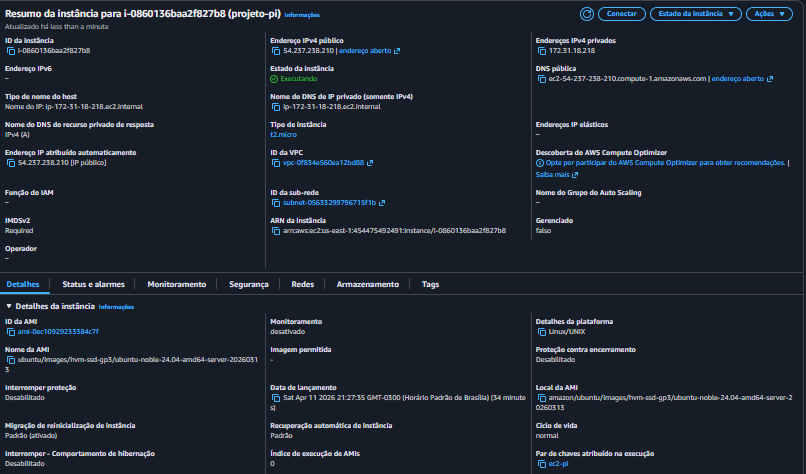 Resumo da instância para i-0860136baa2f827b8 (projeto-pi) Informações
Conectar
Estado da instância
Ações
Atualizado há less than a minute
ID da instância
i-0860136baa2f827b8
Endereço IPv4 público
54.237.238.210 | endereço aberto
Endereços IPv4 privados
172.31.18.218
Endereço IPv6
–
Estado da instância
Executando
DNS pública
ec2-54-237-238-210.compute-1.amazonaws.com | endereço aberto
Tipo de nome do host
Nome do IP: ip-172-31-18-218.ec2.internal
Nome do DNS de IP privado (somente IPv4)
ip-172-31-18-218.ec2.internal
Nome do DNS do recurso privado de resposta
IPv4 (A)
Tipo de instância
t2.micro
Endereços IP elásticos
–
Endereço IP atribuído automaticamente
54.237.238.210 [IP público]
ID da VPC
vpc-0f834e560ea12bd88
Descoberta do AWS Compute Optimizer
Opte por participar do AWS Compute Optimizer para obter recomendações. |
Saiba mais
Função do IAM
–
ID da sub-rede
subnet-05633299796715f1b
Nome do Grupo do Auto Scaling
–
IMDSv2
Required
ARN da instância
arn:aws:ec2:us-east-1:454475492491:instance/i-0860136baa2f827b8
Gerenciado
falso
Operador
–
Detalhes
Status e alarmes
Monitoramento
Segurança
Redes
Armazenamento
Tags
Detalhes da instância Informações
ID da AMI
ami-0ec10929233384c7f
Monitoramento
desativado
Detalhes da plataforma
Linux/UNIX
Nome da AMI
ubuntu/images/hvm-ssd-gp3/ubuntu-noble-24.04-amd64-server-2026031
3
Imagem permitida
-
Proteção contra encerramento
Desabilitado
Interromper proteção
Desabilitado
Data de lançamento
Sat Apr 11 2026 21:27:35 GMT-0300 (Horário Padrão de Brasília) (34 minute
s)
Local da AMI
amazon/ubuntu/images/hvm-ssd-gp3/ubuntu-noble-24.04-amd64-server-2
0260313
Migração de reinicialização de instância
Padrão (ativado)
Recuperação automática de instância
Padrão
Ciclo de vida
normal
Interromper - Comportamento de hibernação
Desabilitado
Índice de execução de AMIs
0
Par de chaves atribuído na execução
ec2-pi